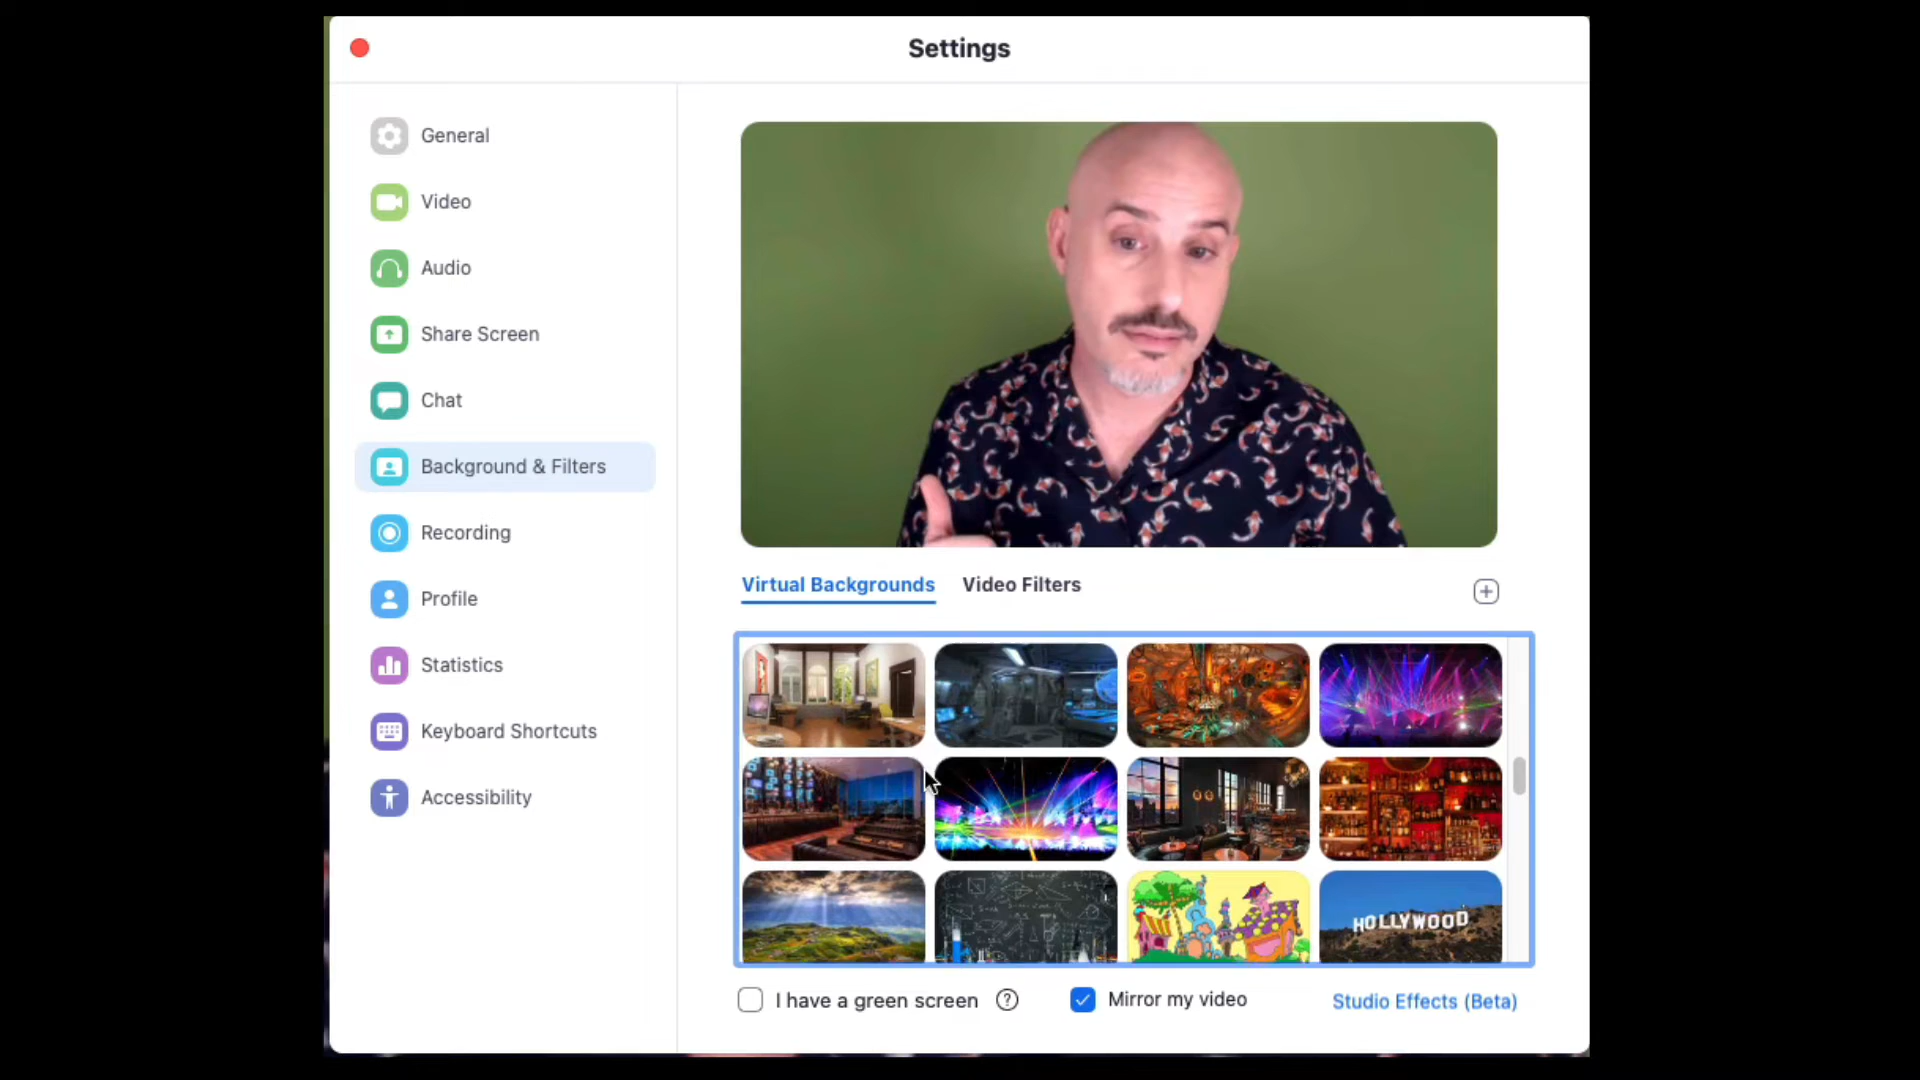 Settings
General
Video
Audio
Share Screen
Chat
Background & Filters
Recording
Profile
Statistics
Keyboard Shortcuts
Accessibility
Virtual Backgrounds
Video Filters
HOLLYWOOD
I have a green screen
?
Mirror my video
Studio Effects (Beta)